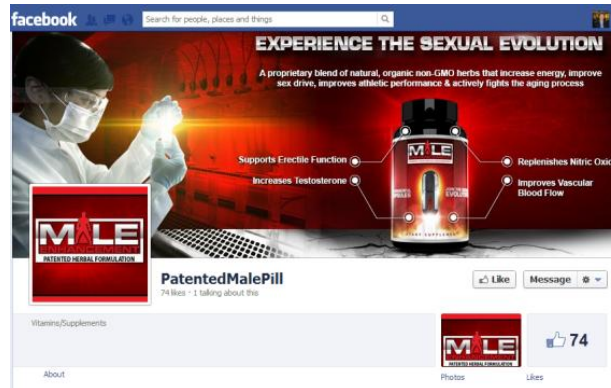 facebook
Search for people, places and things
EXPERIENCE THE SEXUAL EVOLUTION
A proprietary blend of natural, organic non-GMO herbs that increase energy, improve
sex drive, improves athletic performance & actively fights the aging process
Supports Erectile Function
Replenishes Nitric Oxi
Increases Testosterone
Improves Vascular
Blood Flow
MALE
EVOLUTION
DIETARY SUPPLEMENT
MALE
ENHANCEMENT
PATENTED HERBAL FORMULATION
PatentedMalePill
74 likes · 1 talking about this
Like
Message
Vitamins/Supplements
MALE
74
About
Photos
Likes